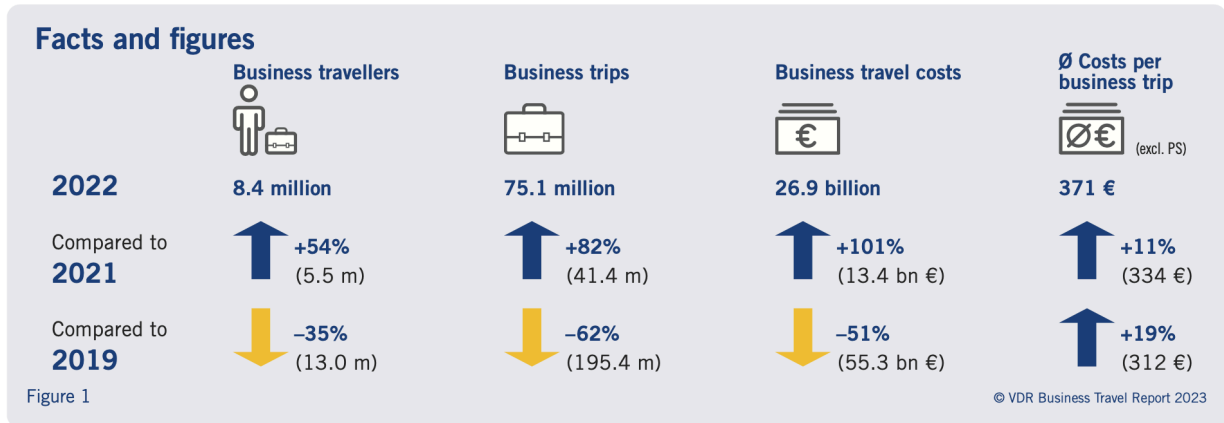 Facts and figures
Business travellers
Business trips
Business travel costs
Ø Costs per
business trip
€
Ø €
(excl. PS)
2022
8.4 million
75.1 million
26.9 billion
371 €
Compared to
2021
+54%
(5.5 m)
+82%
(41.4 m)
+101%
(13.4 bn €)
+11%
(334 €)
Compared to
2019
–35%
(13.0 m)
–62%
(195.4 m)
–51%
(55.3 bn €)
+19%
(312 €)
Figure 1
© VDR Business Travel Report 2023